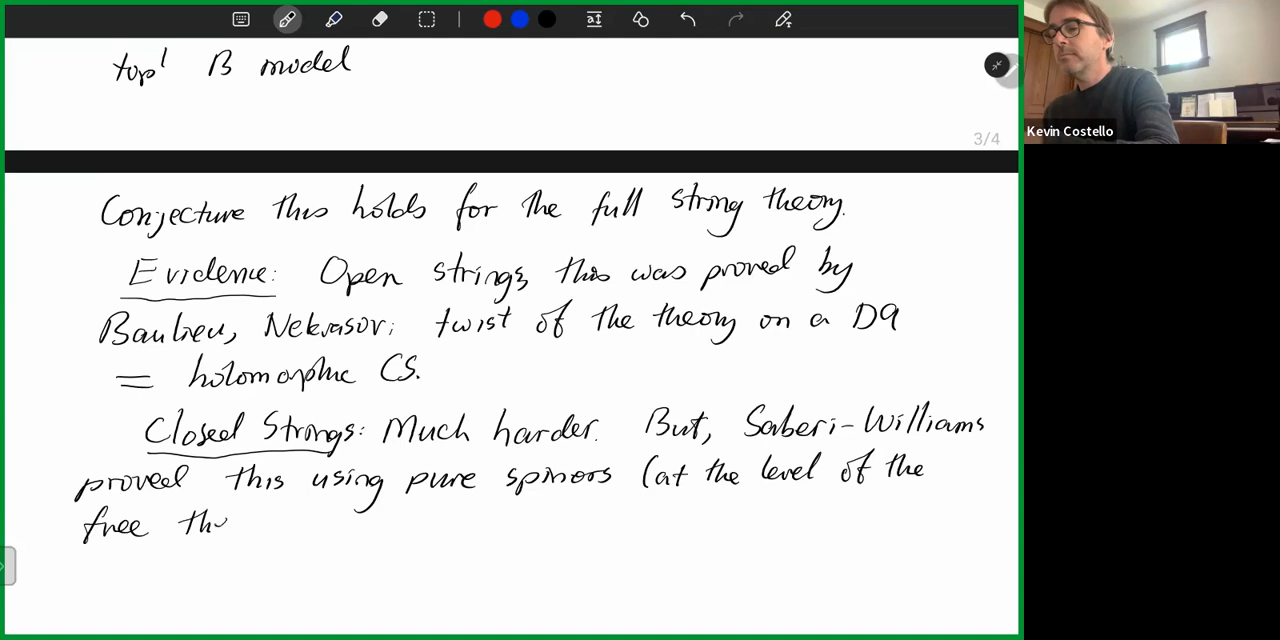 top'l B model
Kevin Costello
3/4
Conjecture this holds for the full string theory.
Evidence: Open strings, this was proved by
Baulieu, Nekrasov; twist of the theory on a D9
= holomorphic CS.
Closed Strings: Much harder. But, Saberi-Williams
proved this using pure spinors (at the level of the
free the